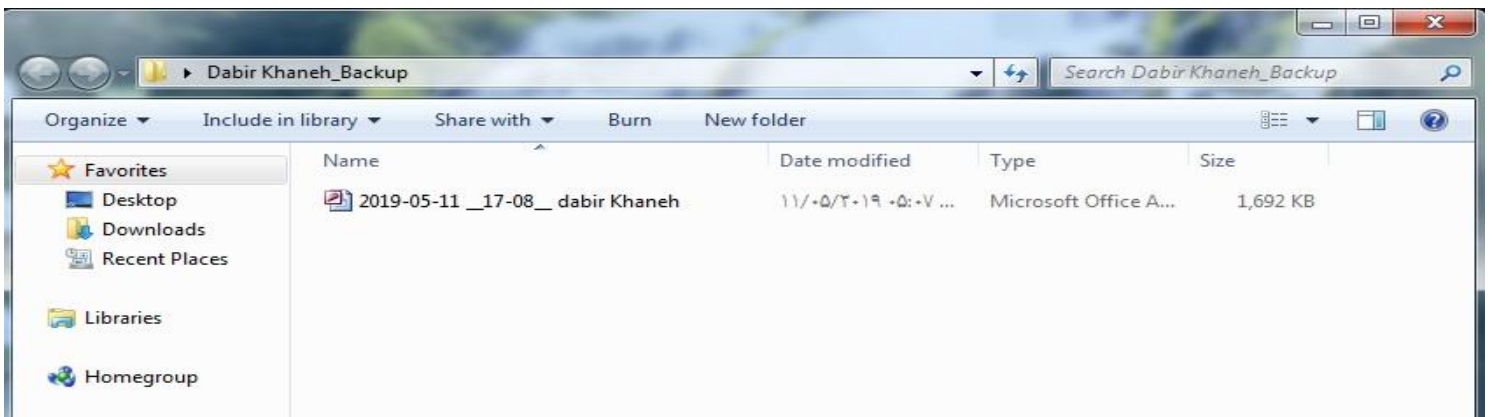 Dabir Khaneh_Backup
Search Dabir Khaneh_Backup
Organize Include in library Share with Burn New folder
Favorites
Desktop
Downloads
Recent Places
Libraries
Homegroup
Name Date modified Type Size
2019-05-11 __17-08__ dabir Khaneh ۱۱/۰۵/۲۰۱۹ ۰۵:۰۷ ... Microsoft Office A... 1,692 KB